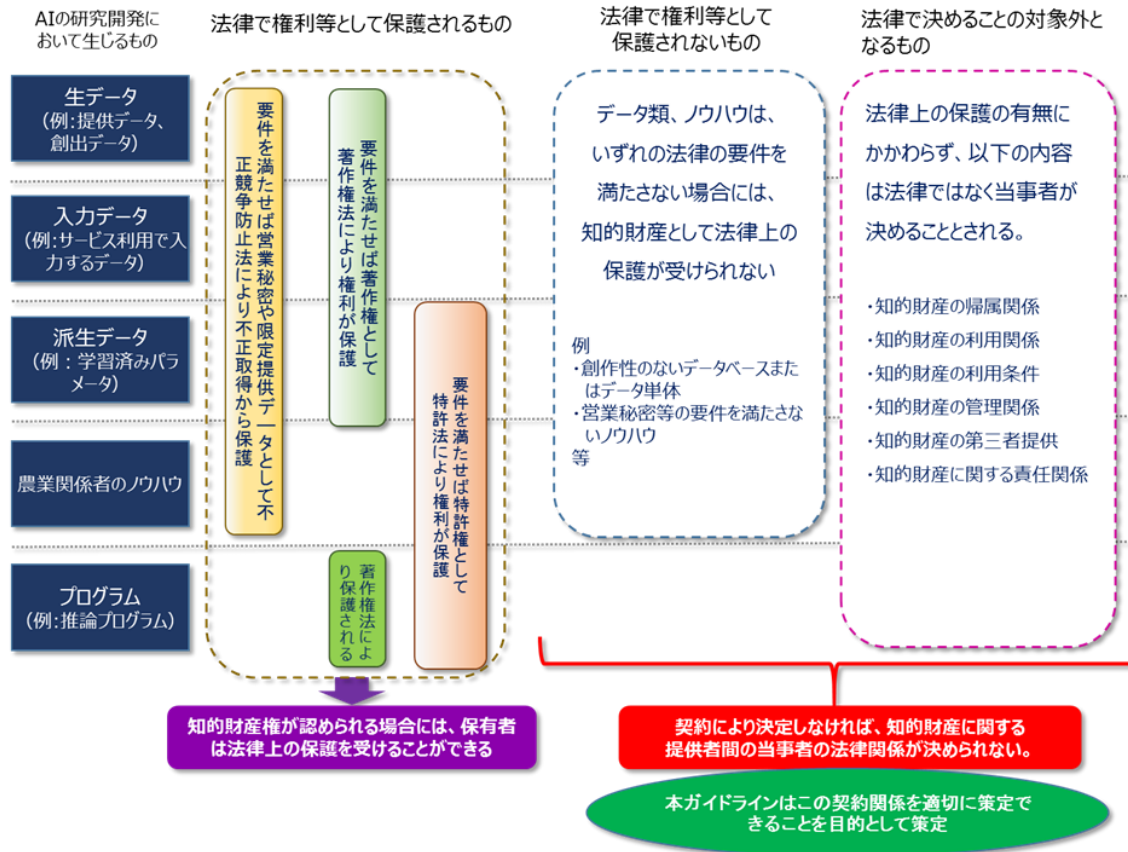 AIの研究開発に
おいて生じるもの
法律で権利等として保護されるもの
法律で権利等として
保護されないもの
法律で決めることの対象外と
なるもの
生データ
（例：提供データ、
創出データ）
入力データ
（例：サービス利用で入
力するデータ）
派生データ
（例：学習済みパラ
メータ）
農業関係者のノウハウ
プログラム
（例：推論プログラム）
要件を満たせば営業秘密や限定提供データとして不
正競争防止法により不正取得から保護
要件を満たせば著作権として
著作権法により権利が保護
要件を満たせば特許権として
特許法により権利が保護
著作権法によ
り保護される
データ類、ノウハウは、
いずれの法律の要件を
満たさない場合には、
知的財産として法律上の
保護が受けられない
例
・創作性のないデータベースまた
はデータ単体
・営業秘密等の要件を満たさな
いノウハウ
等
法律上の保護の有無に
かかわらず、以下の内容
は法律ではなく当事者が
決めることとされる。
・知的財産の帰属関係
・知的財産の利用関係
・知的財産の利用条件
・知的財産の管理関係
・知的財産の第三者提供
・知的財産に関する責任関係
知的財産権が認められる場合には、保有者
は法律上の保護を受けることができる
契約により決定しなければ、知的財産に関する
提供者間の当事者の法律関係が決められない。
本ガイドラインはこの契約関係を適切に策定で
きることを目的として策定